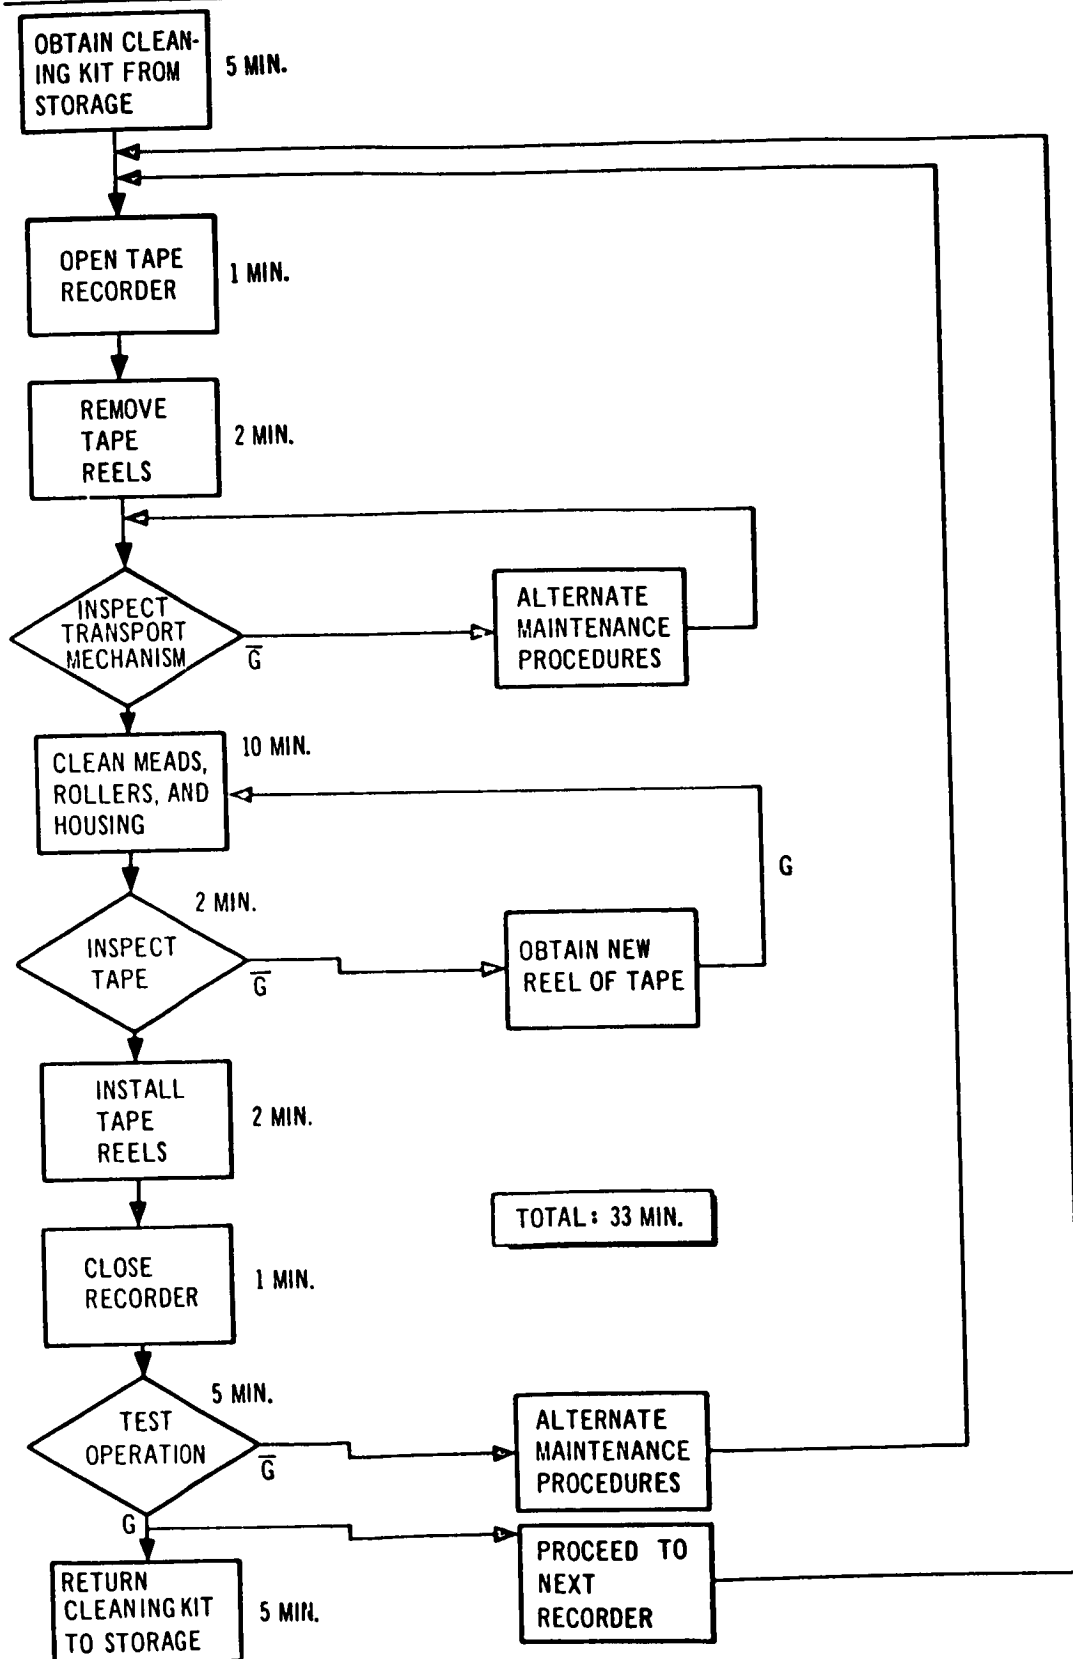 OBTAIN CLEAN-
ING KIT FROM
STORAGE
5 MIN.
OPEN TAPE
RECORDER
1 MIN.
REMOVE
TAPE
REELS
2 MIN.
INSPECT
TRANSPORT
MECHANISM
G̅
ALTERNATE
MAINTENANCE
PROCEDURES
10 MIN.
CLEAN MEADS,
ROLLERS, AND
HOUSING
G
2 MIN.
INSPECT
TAPE
G̅
OBTAIN NEW
REEL OF TAPE
INSTALL
TAPE
REELS
2 MIN.
TOTAL: 33 MIN.
CLOSE
RECORDER
1 MIN.
5 MIN.
TEST
OPERATION
G̅
ALTERNATE
MAINTENANCE
PROCEDURES
G
PROCEED TO
NEXT
RECORDER
RETURN
CLEANING KIT
TO STORAGE
5 MIN.